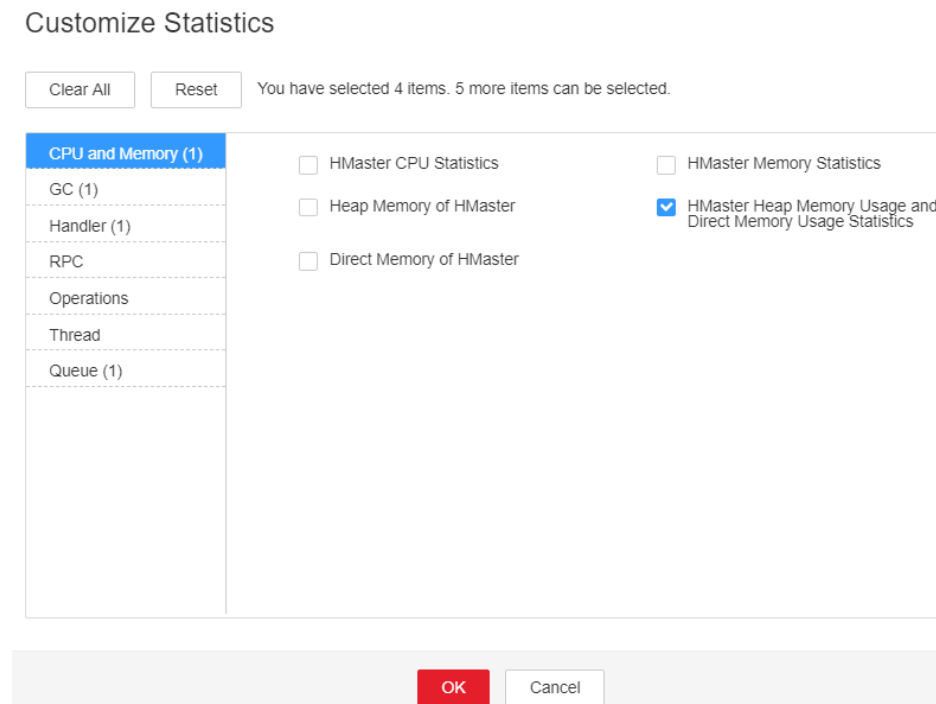 Customize Statistics
Clear All
Reset
You have selected 4 items. 5 more items can be selected.
CPU and Memory (1)
GC (1)
Handler (1)
RPC
Operations
Thread
Queue (1)
HMaster CPU Statistics
HMaster Memory Statistics
Heap Memory of HMaster
HMaster Heap Memory Usage and
Direct Memory Usage Statistics
Direct Memory of HMaster
OK
Cancel